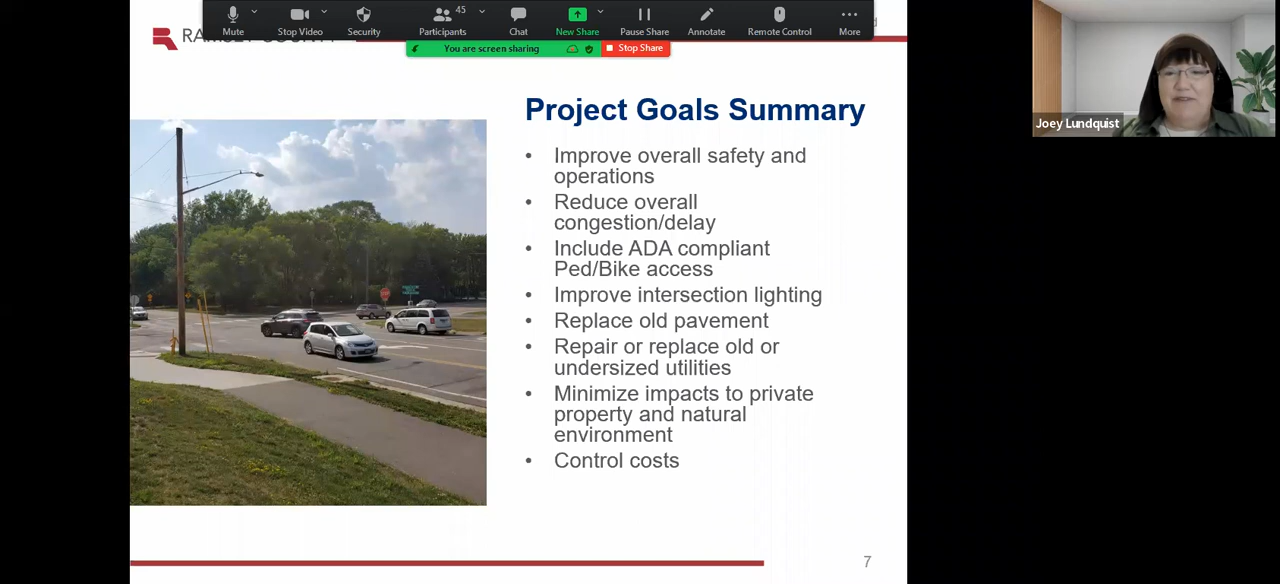 45
Mute
Stop Video
Security
Participants
Chat
New Share
Pause Share
Annotate
Remote Control
More
You are screen sharing
Stop Share
Joey Lundquist
Project Goals Summary
• Improve overall safety and
operations
• Reduce overall
congestion/delay
• Include ADA compliant
Ped/Bike access
• Improve intersection lighting
• Replace old pavement
• Repair or replace old or
undersized utilities
• Minimize impacts to private
property and natural
environment
• Control costs
7